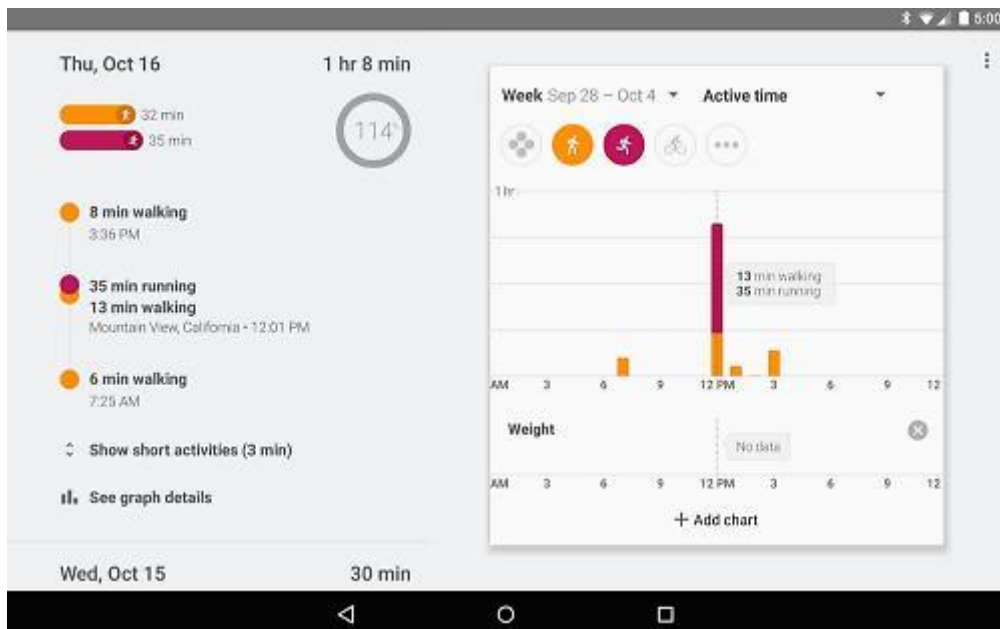 5:00
Thu, Oct 16
1 hr 8 min
32 min
35 min
114%
8 min walking
3:36 PM
35 min running
13 min walking
Mountain View, California • 12:01 PM
6 min walking
7:25 AM
Show short activities (3 min)
See graph details
Wed, Oct 15
30 min
Week Sep 28 – Oct 4
Active time
1 hr
13 min walking
35 min running
AM 3 6 9 12 PM 3 6 9 12
Weight
No data
AM 3 6 9 12 PM 3 6 9 12
+ Add chart